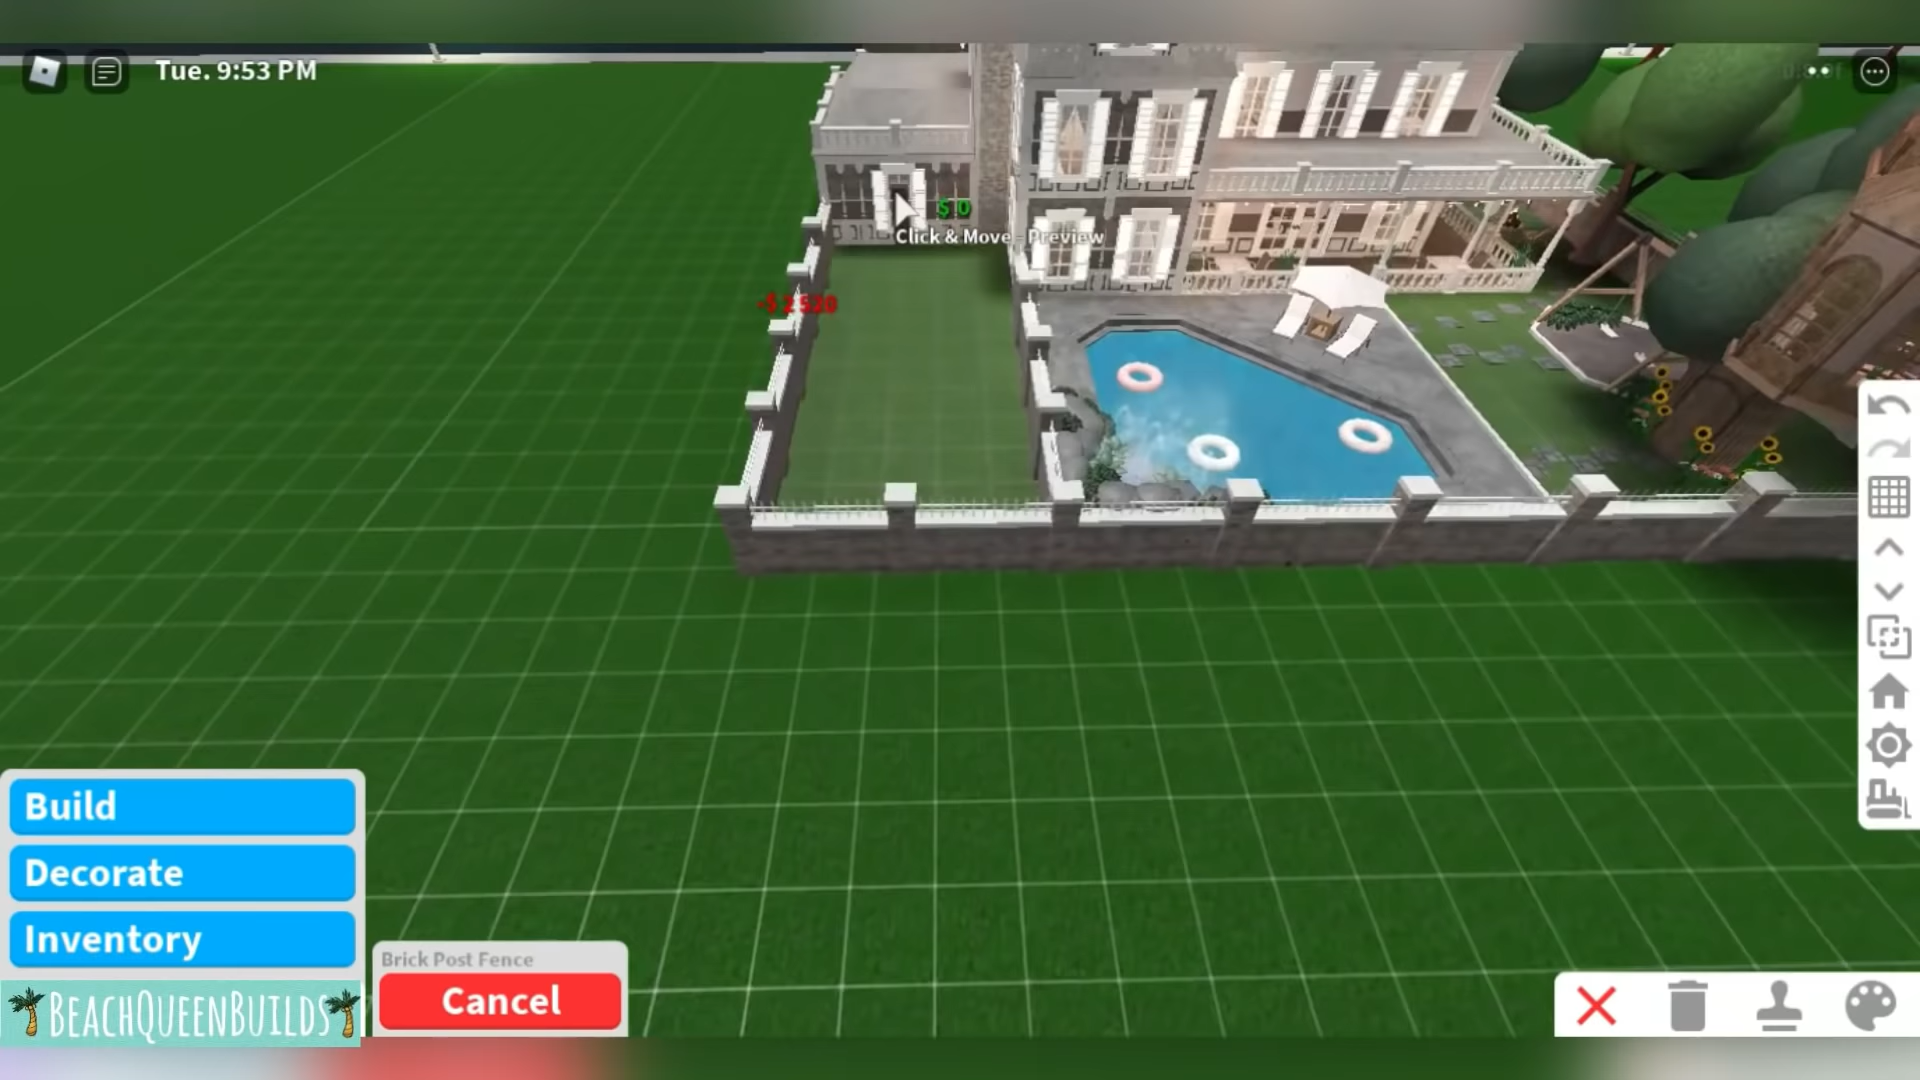 Tue. 9:53 PM
$ 0
Click & Move - Preview
-$ 2 520
Build
Decorate
Inventory
BEACHQUEENBUILDS
Brick Post Fence
Cancel